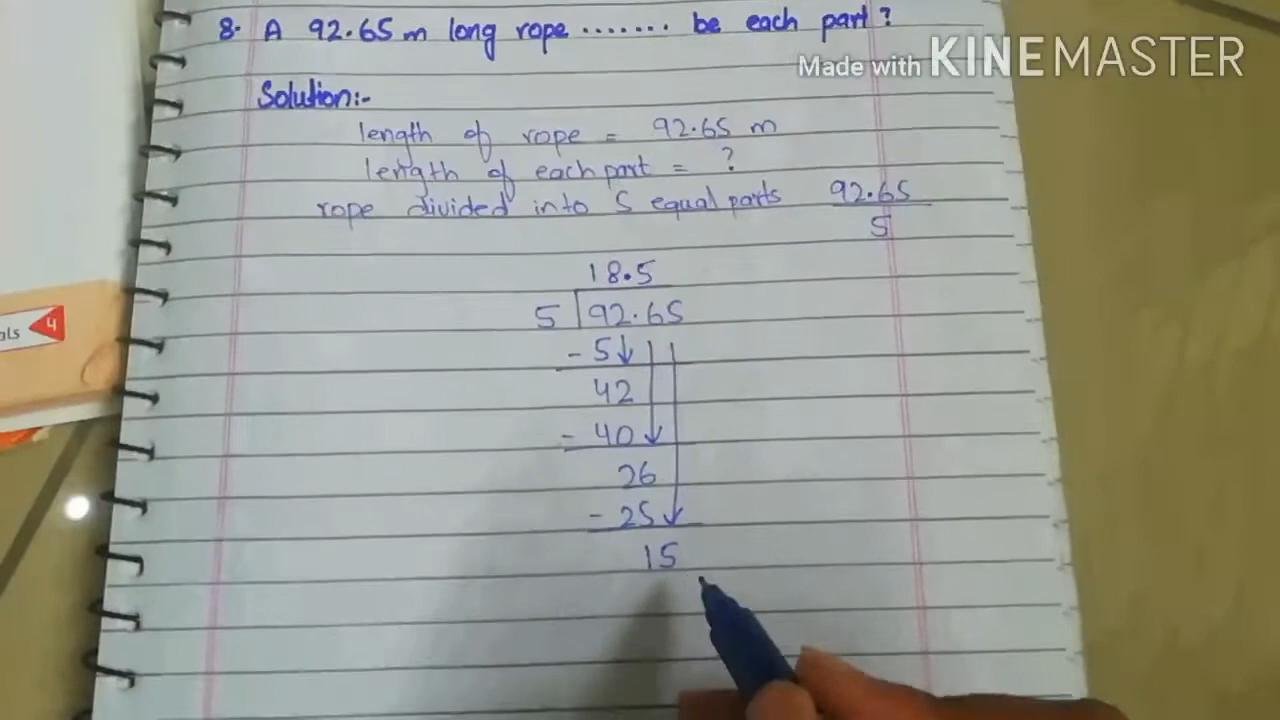 8. A 92.65 m long rope ....... be each part?
Made with KINEMASTER
Solution:-
length of rope = 92.65 m
length of each part = ?
rope divided into 5 equal parts 92.65
5
18.5
5 92.65
als 4
- 5↓
42
- 40↓
26
- 25↓
15